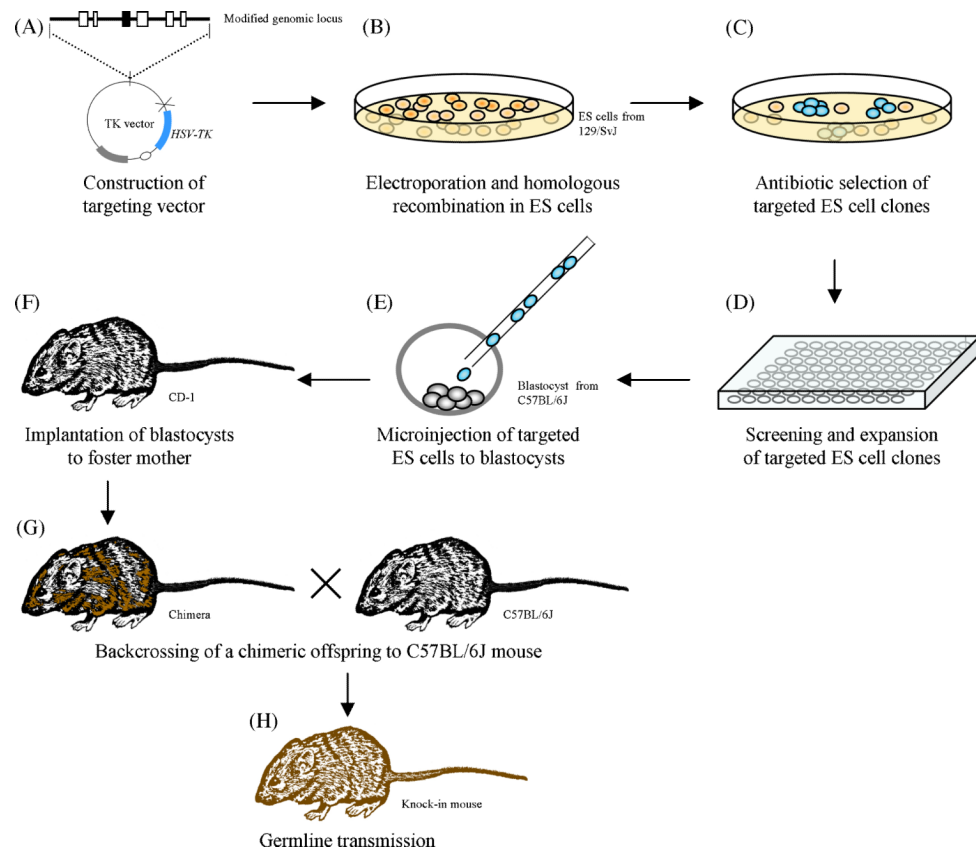 (A)
Modified genomic locus
TK vector
HSV-TK
Construction of
targeting vector
(B)
ES cells from
129/SvJ
Electroporation and homologous
recombination in ES cells
(C)
Antibiotic selection of
targeted ES cell clones
(D)
Screening and expansion
of targeted ES cell clones
(E)
Blastocyst from
C57BL/6J
Microinjection of targeted
ES cells to blastocysts
(F)
CD-1
Implantation of blastocysts
to foster mother
(G)
Chimera
C57BL/6J
Backcrossing of a chimeric offspring to C57BL/6J mouse
(H)
Knock-in mouse
Germline transmission